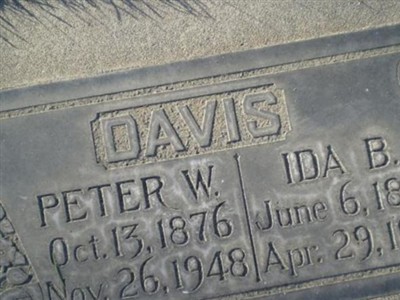 DAVIS
PETER W.
Oct. 13, 1876
Nov. 26, 1948
IDA B.
June 6, 18
Apr. 29, 1